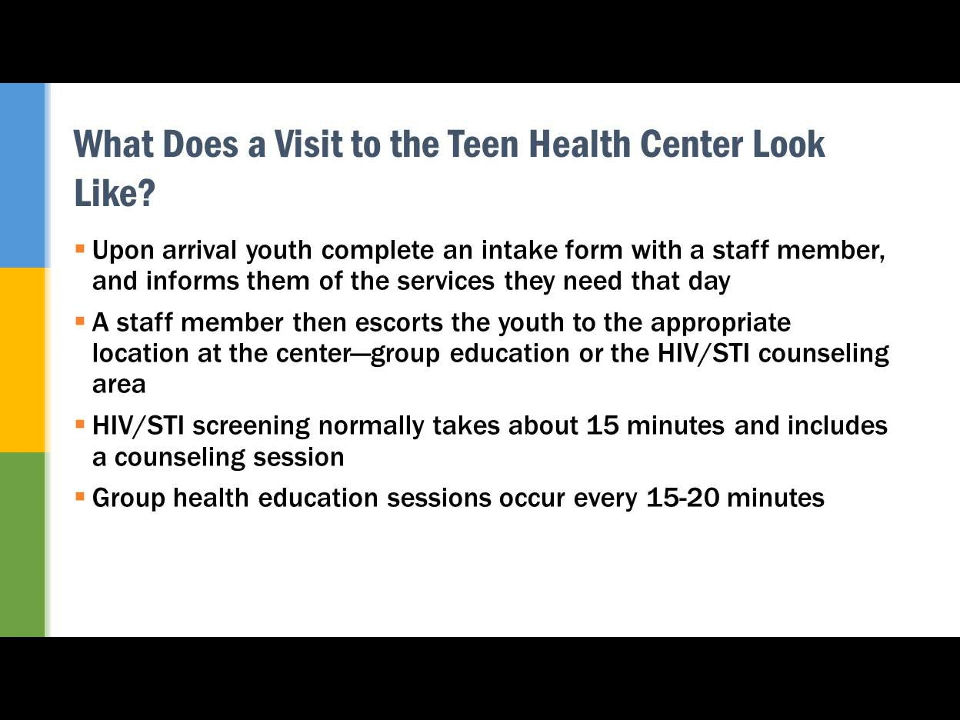 What Does a Visit to the Teen Health Center Look
Like?
▪ Upon arrival youth complete an intake form with a staff member,
and informs them of the services they need that day
▪ A staff member then escorts the youth to the appropriate
location at the center—group education or the HIV/STI counseling
area
▪ HIV/STI screening normally takes about 15 minutes and includes
a counseling session
▪ Group health education sessions occur every 15-20 minutes